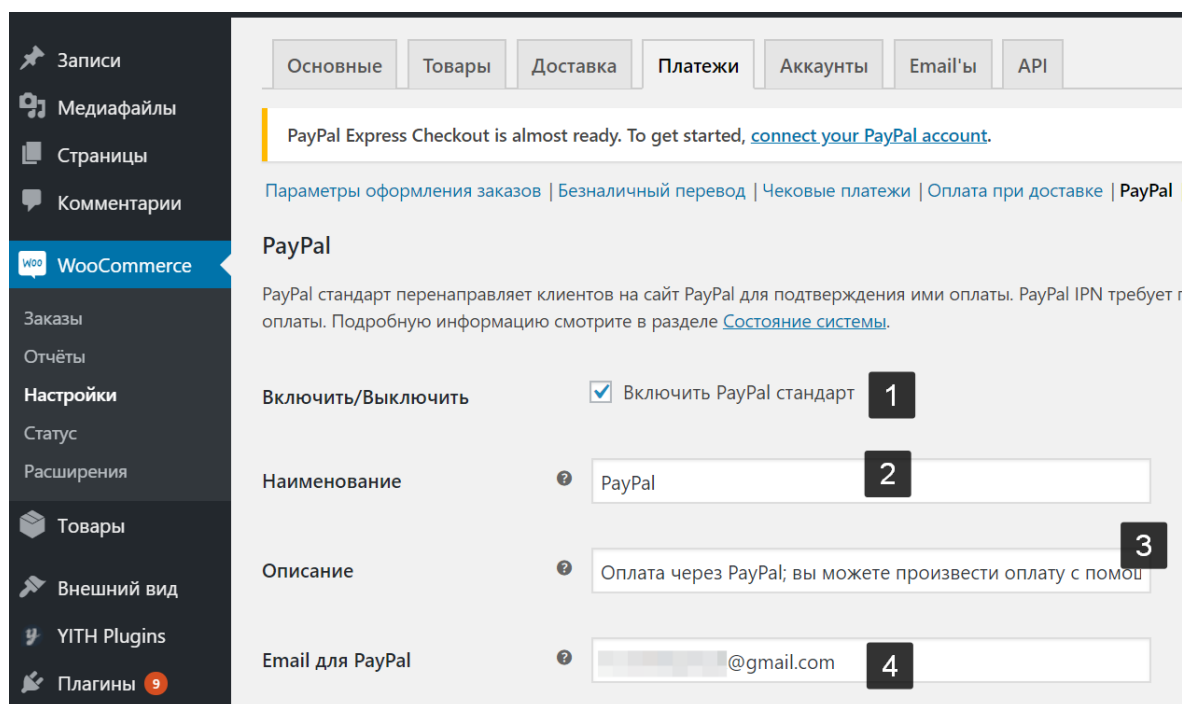 Записи
Медиафайлы
Страницы
Комментарии
WOO WooCommerce
Заказы
Отчёты
Настройки
Статус
Расширения
Товары
Внешний вид
YITH Plugins
Плагины 9
Основные Товары Доставка Платежи Аккаунты Email'ы API
PayPal Express Checkout is almost ready. To get started, connect your PayPal account.
Параметры оформления заказов | Безналичный перевод | Чековые платежи | Оплата при доставке | PayPal
PayPal
PayPal стандарт перенаправляет клиентов на сайт PayPal для подтверждения ими оплаты. PayPal IPN требует
оплаты. Подробную информацию смотрите в разделе Состояние системы.
Включить/Выключить Включить PayPal стандарт 1
Наименование ? PayPal 2
3
Описание ? Оплата через PayPal; вы можете произвести оплату с
Email для PayPal ? @gmail.com 4